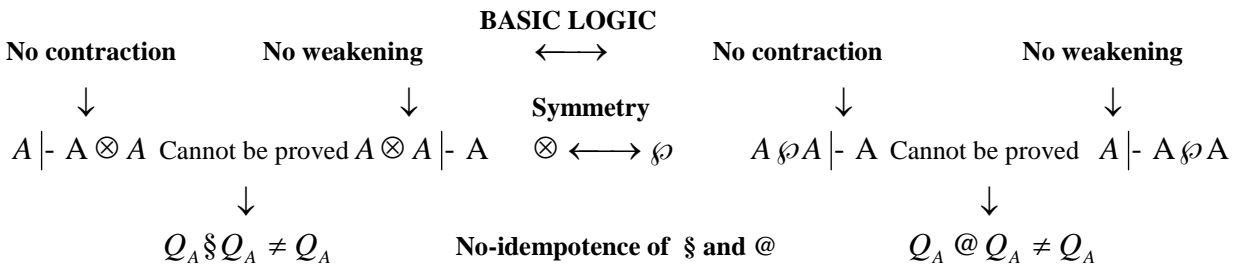 BASIC LOGIC
No contraction No weakening ⟷ No contraction No weakening
↓ ↓ Symmetry ↓ ↓
A |- A ⊗ A Cannot be proved A ⊗ A |- A ⊗ ⟷ ℘ A ℘ A |- A Cannot be proved A |- A ℘ A
↓ ↓
Q_A § Q_A ≠ Q_A No-idempotence of § and @ Q_A @ Q_A ≠ Q_A